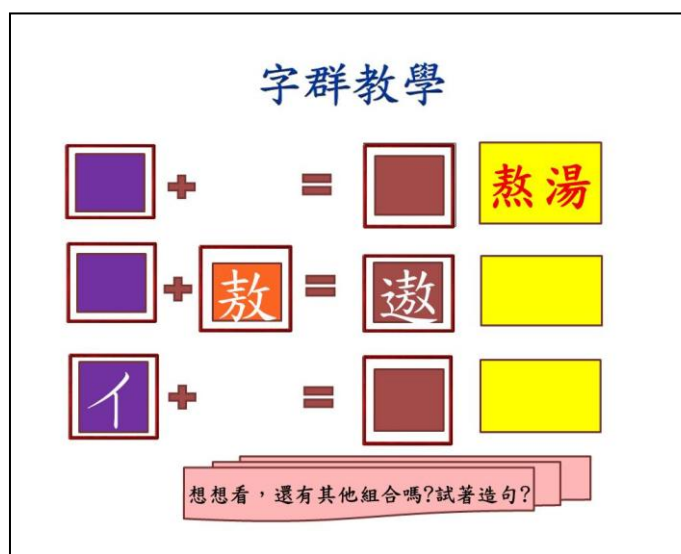 字群教學
+ = 熬湯
+ 敖 = 遨
亻 + =
想想看，還有其他組合嗎?試著造句?